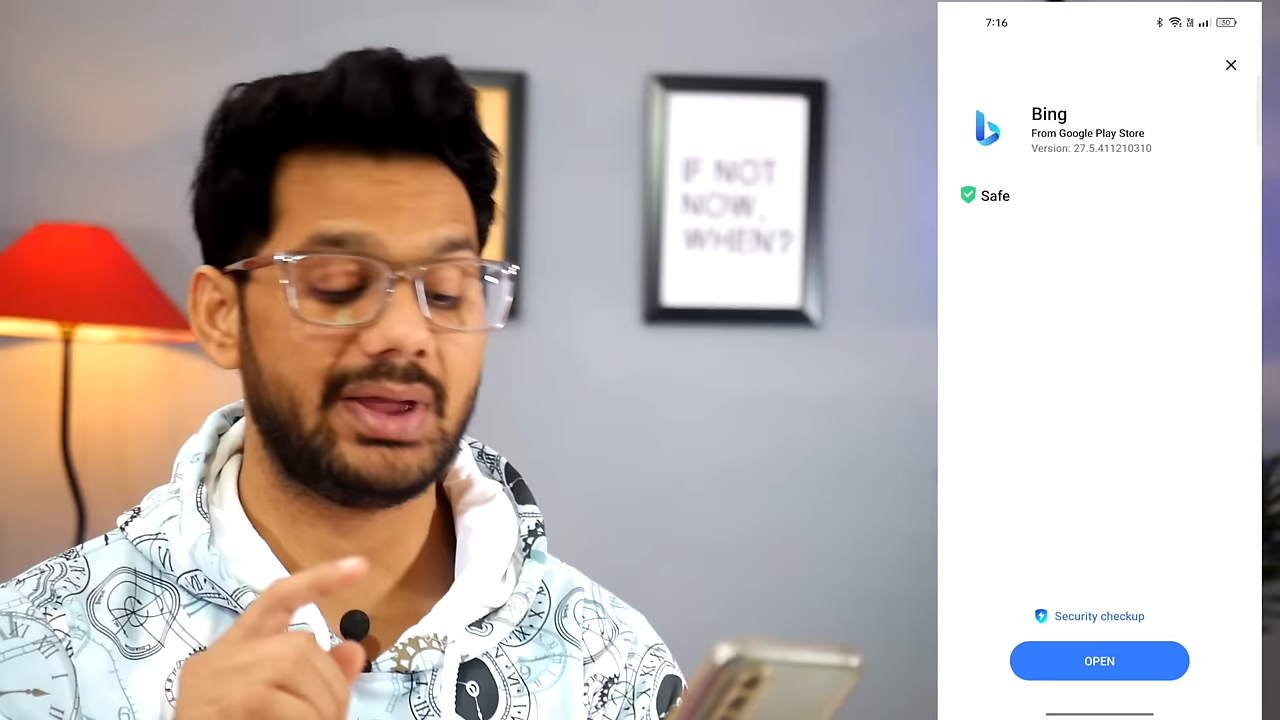 IF NOT
NOW,
WHEN?
7:16
30
Bing
From Google Play Store
Version: 27.5.411210310
Safe
Security checkup
OPEN